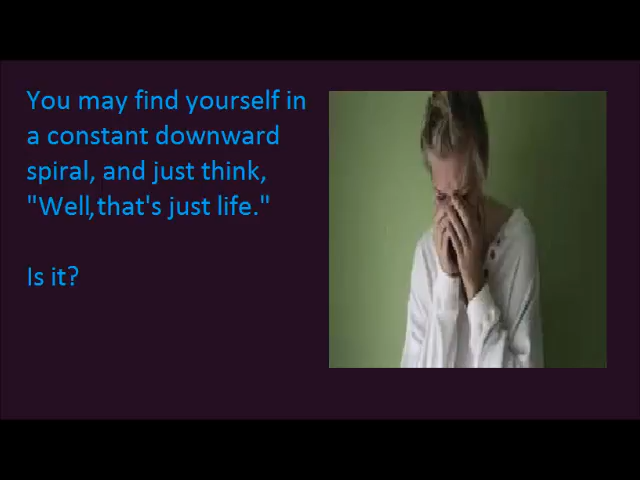 You may find yourself in
a constant downward
spiral, and just think,
"Well,that's just life."
Is it?